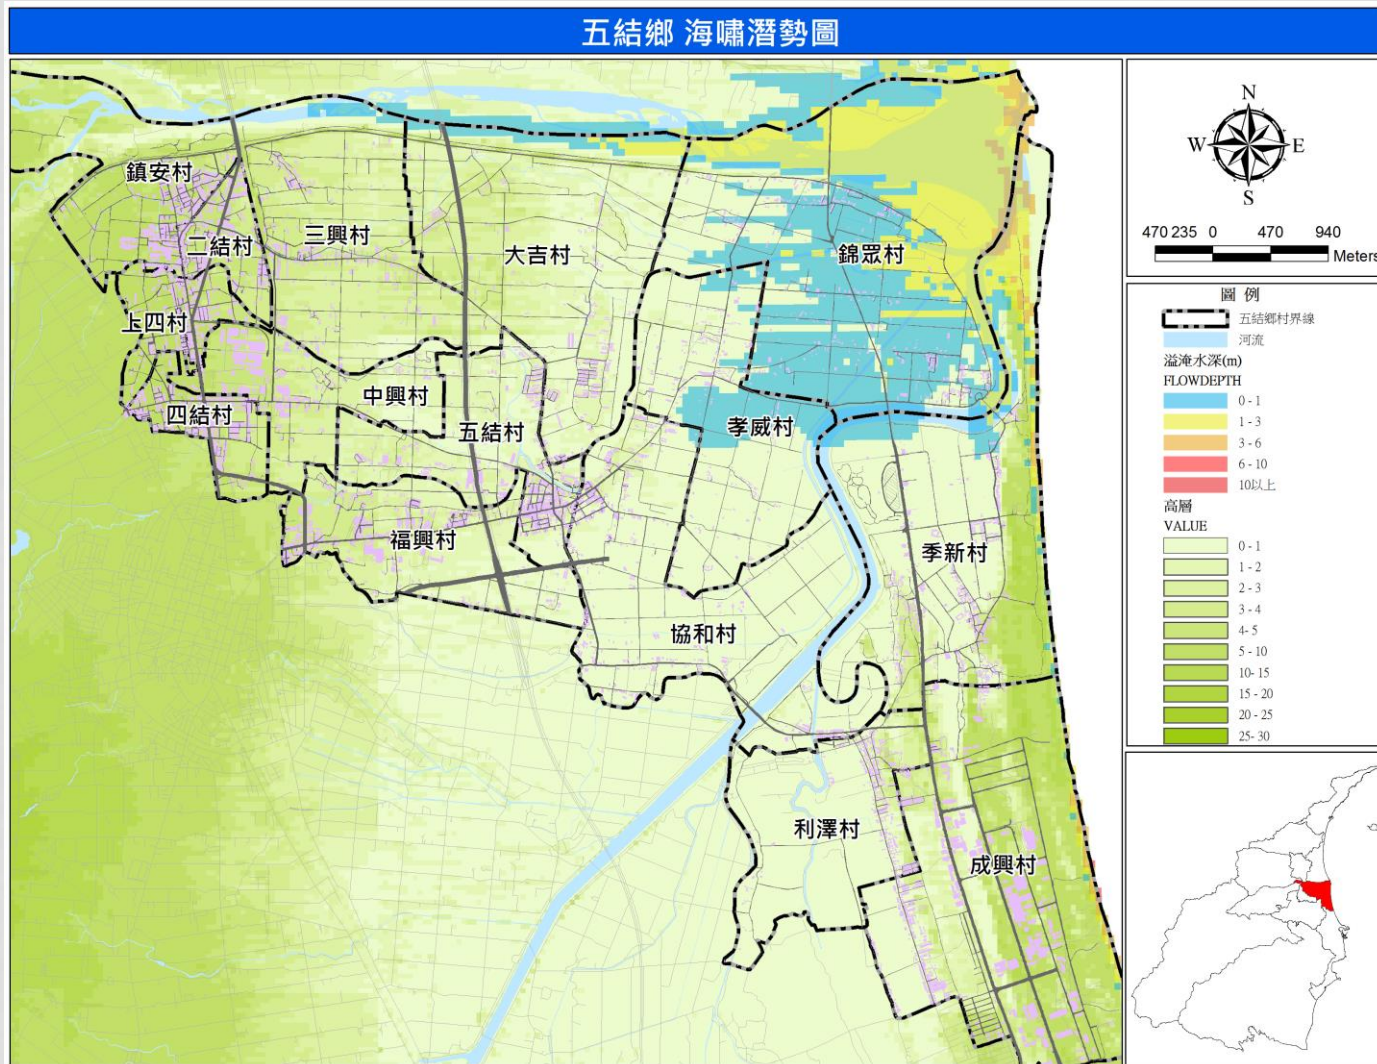 五結鄉 海嘯潛勢圖
N
W E
S
470 235 0 470 940
Meters
圖 例
五結鄉村界線
河流
溢淹水深(m)
FLOWDEPTH
0 - 1
1 - 3
3 - 6
6 - 10
10以上
高層
VALUE
0 - 1
1 - 2
2 - 3
3 - 4
4- 5
5 - 10
10- 15
15 - 20
20 - 25
25- 30
鎮安村
二結村
三興村
大吉村
錦眾村
上四村
中興村
四結村
五結村
孝威村
福興村
季新村
協和村
利澤村
成興村